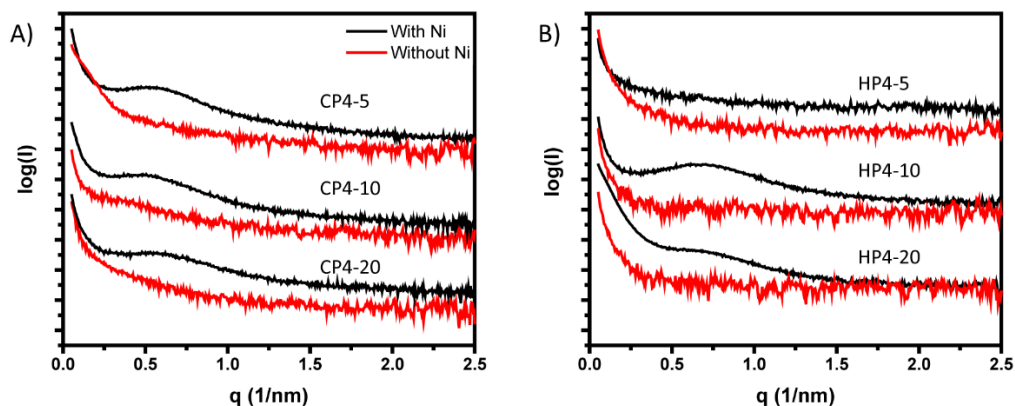 A)
With Ni
Without Ni
CP4-5
CP4-10
CP4-20
log(I)
0.0 0.5 1.0 1.5 2.0 2.5
q (1/nm)
B)
HP4-5
HP4-10
HP4-20
log(I)
0.0 0.5 1.0 1.5 2.0 2.5
q (1/nm)